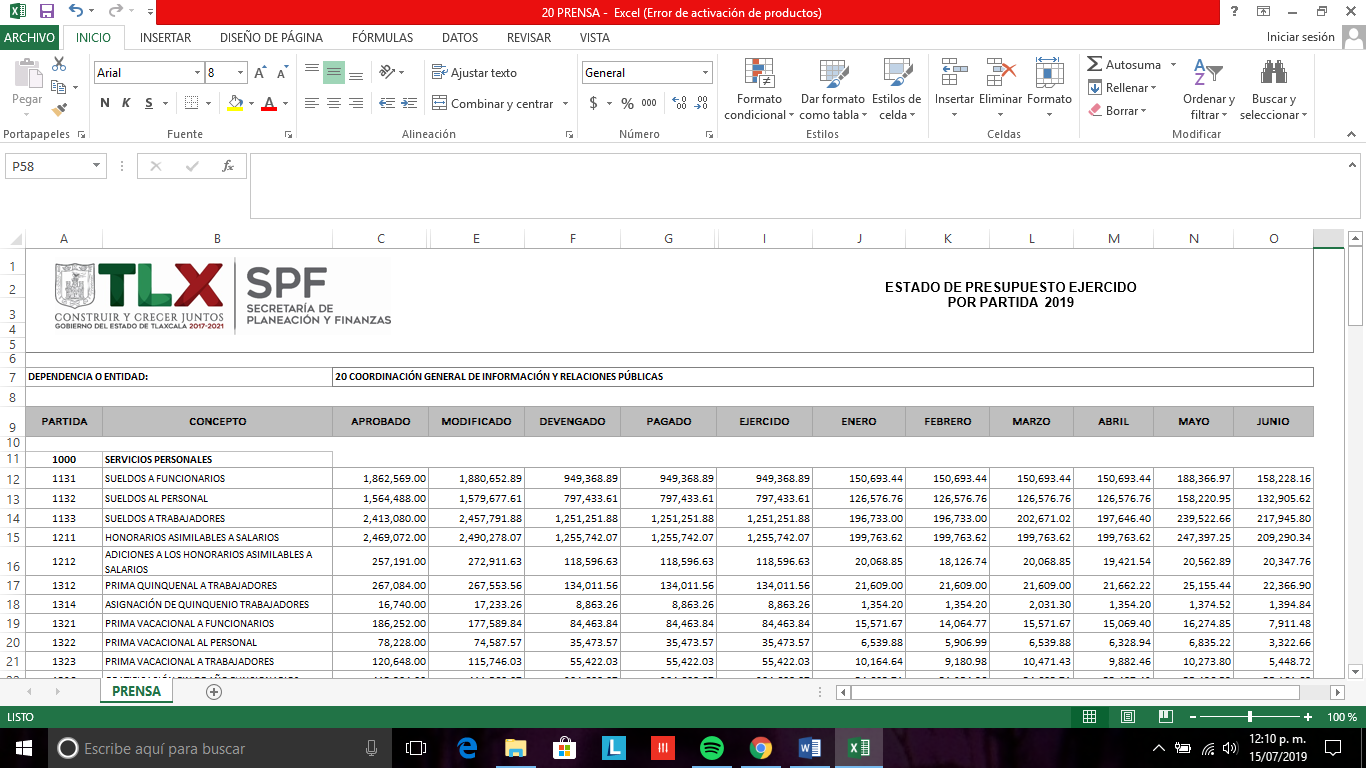 20 PRENSA - Excel (Error de activación de productos)
ARCHIVO INICIO INSERTAR DISEÑO DE PÁGINA FÓRMULAS DATOS REVISAR VISTA Iniciar sesión
Pegar
Arial 8
Ajustar texto
General
Formato condicional
Dar formato como tabla
Estilos de celda
Insertar Eliminar Formato
Autosuma
Rellenar
Borrar
Ordenar y filtrar
Buscar y seleccionar
N K S
Combinar y centrar
$ % 000
Portapapeles Fuente Alineación Número Estilos Celdas Modificar
P58 fx
A B C E F G I J K L M N O
1
2
3
4
5
6
7
8
9
10
11
12
13
14
15
16
17
18
19
20
21
TLX
CONSTRUIR Y CRECER JUNTOS
GOBIERNO DEL ESTADO DE TLAXCALA 2017-2021
SPF
SECRETARÍA DE
PLANEACIÓN Y FINANZAS
ESTADO DE PRESUPUESTO EJERCIDO
POR PARTIDA 2019
DEPENDENCIA O ENTIDAD: 20 COORDINACIÓN GENERAL DE INFORMACIÓN Y RELACIONES PÚBLICAS
PARTIDA CONCEPTO APROBADO MODIFICADO DEVENGADO PAGADO EJERCIDO ENERO FEBRERO MARZO ABRIL MAYO JUNIO
1000 SERVICIOS PERSONALES
1131 SUELDOS A FUNCIONARIOS 1,862,569.00 1,880,652.89 949,368.89 949,368.89 949,368.89 150,693.44 150,693.44 150,693.44 150,693.44 188,366.97 158,228.16
1132 SUELDOS AL PERSONAL 1,564,488.00 1,579,677.61 797,433.61 797,433.61 797,433.61 126,576.76 126,576.76 126,576.76 126,576.76 158,220.95 132,905.62
1133 SUELDOS A TRABAJADORES 2,413,080.00 2,457,791.88 1,251,251.88 1,251,251.88 1,251,251.88 196,733.00 196,733.00 202,671.02 197,646.40 239,522.66 217,945.80
1211 HONORARIOS ASIMILABLES A SALARIOS 2,469,072.00 2,490,278.07 1,255,742.07 1,255,742.07 1,255,742.07 199,763.62 199,763.62 199,763.62 199,763.62 247,397.25 209,290.34
1212 ADICIONES A LOS HONORARIOS ASIMILABLES A SALARIOS 257,191.00 272,911.63 118,596.63 118,596.63 118,596.63 20,068.85 18,126.74 20,068.85 19,421.54 20,562.89 20,347.76
1312 PRIMA QUINQUENAL A TRABAJADORES 267,084.00 267,553.56 134,011.56 134,011.56 134,011.56 21,609.00 21,609.00 21,609.00 21,662.22 25,155.44 22,366.90
1314 ASIGNACIÓN DE QUINQUENIO TRABAJADORES 16,740.00 17,233.26 8,863.26 8,863.26 8,863.26 1,354.20 1,354.20 2,031.30 1,354.20 1,374.52 1,394.84
1321 PRIMA VACACIONAL A FUNCIONARIOS 186,252.00 177,589.84 84,463.84 84,463.84 84,463.84 15,571.67 14,064.77 15,571.67 15,069.40 16,274.85 7,911.48
1322 PRIMA VACACIONAL AL PERSONAL 78,228.00 74,587.57 35,473.57 35,473.57 35,473.57 6,539.88 5,906.99 6,539.88 6,328.94 6,835.22 3,322.66
1323 PRIMA VACACIONAL A TRABAJADORES 120,648.00 115,746.03 55,422.03 55,422.03 55,422.03 10,164.64 9,180.98 10,471.43 9,882.46 10,273.80 5,448.72
PRENSA
LISTO 100 %
Escribe aquí para buscar
12:10 p. m.
15/07/2019